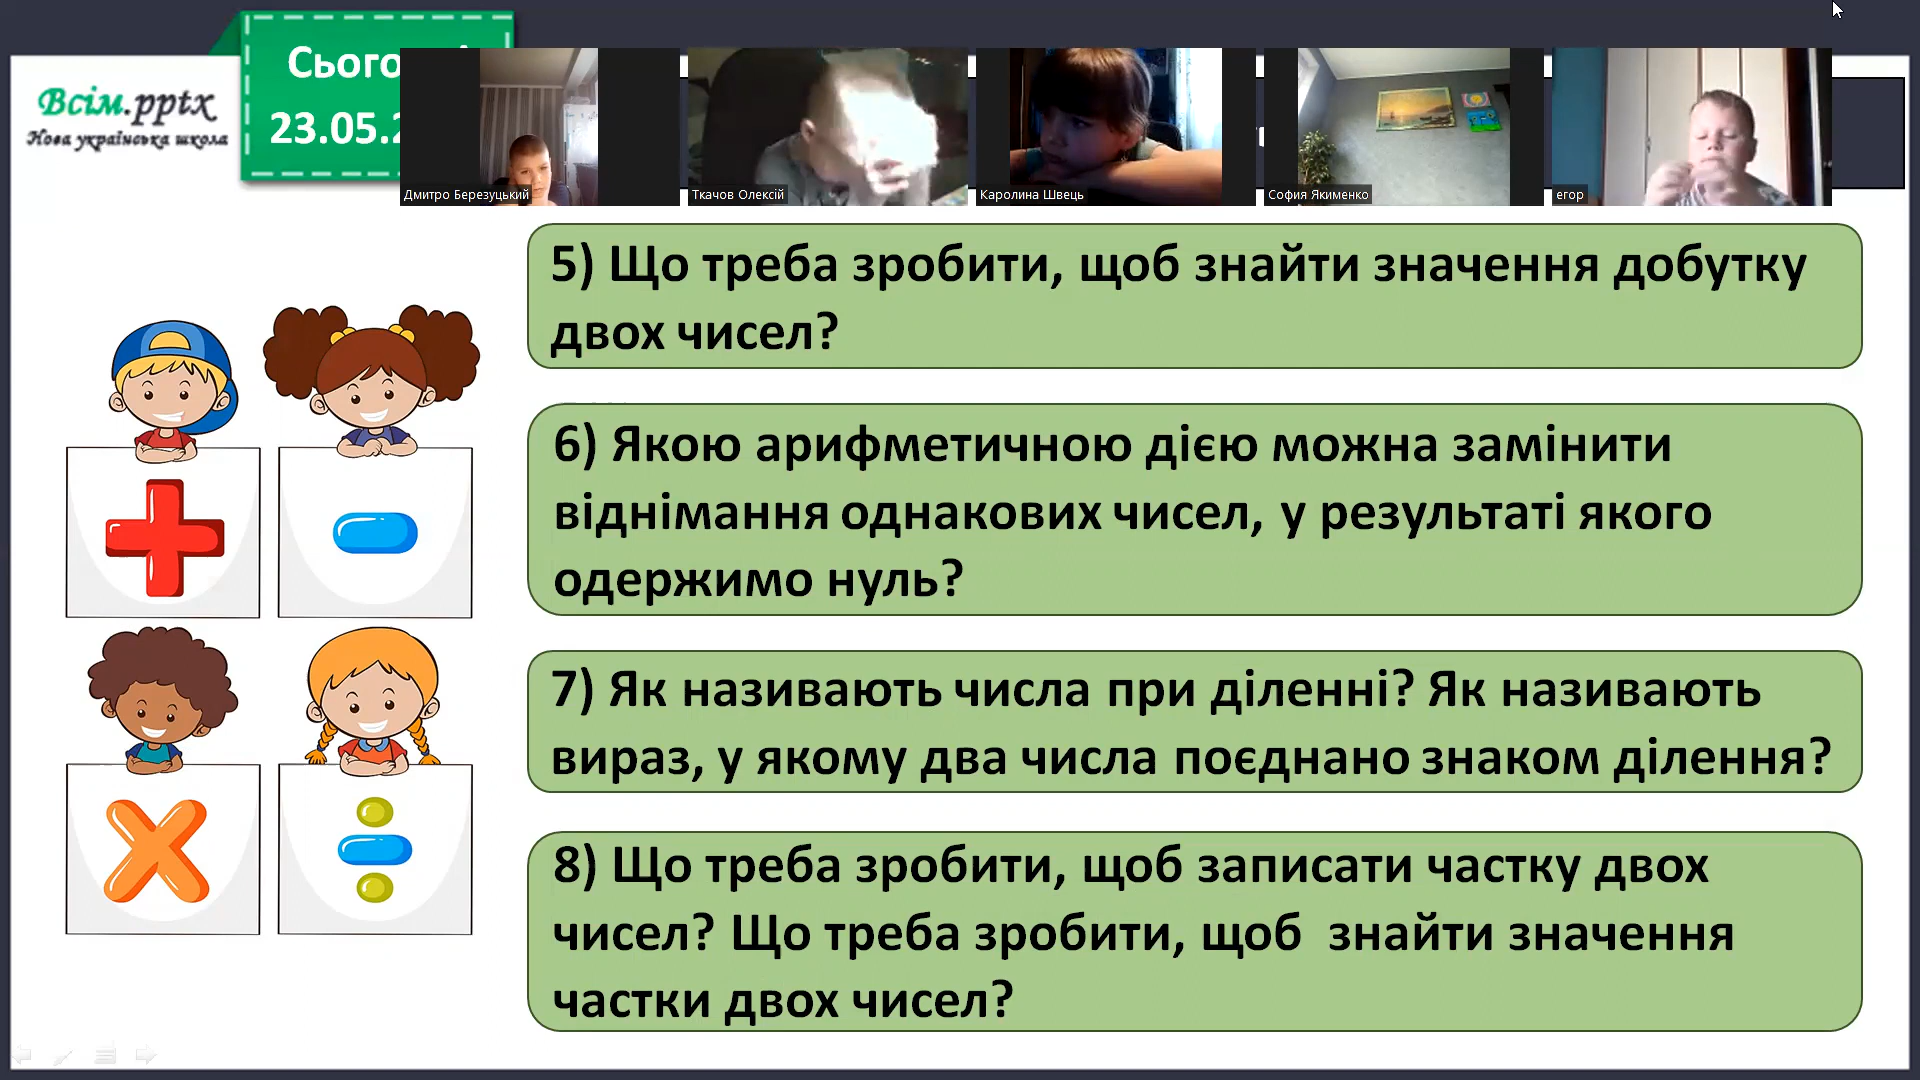 Всім.pptx
Нова українська школа
23.05.2
Дмитро Березуцький
Ткачов Олексій
Каролина Швець
София Якименко
егор
5) Що треба зробити, щоб знайти значення добутку
двох чисел?
6) Якою арифметичною дією можна замінити
віднімання однакових чисел, у результаті якого
одержимо нуль?
7) Як називають числа при діленні? Як називають
вираз, у якому два числа поєднано знаком ділення?
8) Що треба зробити, щоб записати частку двох
чисел? Що треба зробити, щоб знайти значення
частки двох чисел?